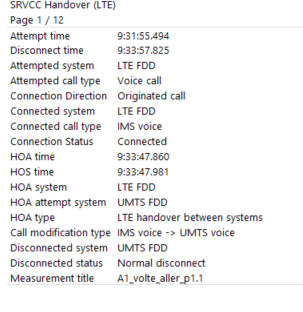 SRVCC Handover (LTE)
Page 1 / 12
Attempt time 9:31:55.494
Disconnect time 9:33:57.825
Attempted system LTE FDD
Attempted call type Voice call
Connection Direction Originated call
Connected system LTE FDD
Connected call type IMS voice
Connection Status Connected
HOA time 9:33:47.860
HOS time 9:33:47.981
HOA system LTE FDD
HOA attempt system UMTS FDD
HOA type LTE handover between systems
Call modification type IMS voice -> UMTS voice
Disconnected system UMTS FDD
Disconnected status Normal disconnect
Measurement title A1_volte_aller_p1.1